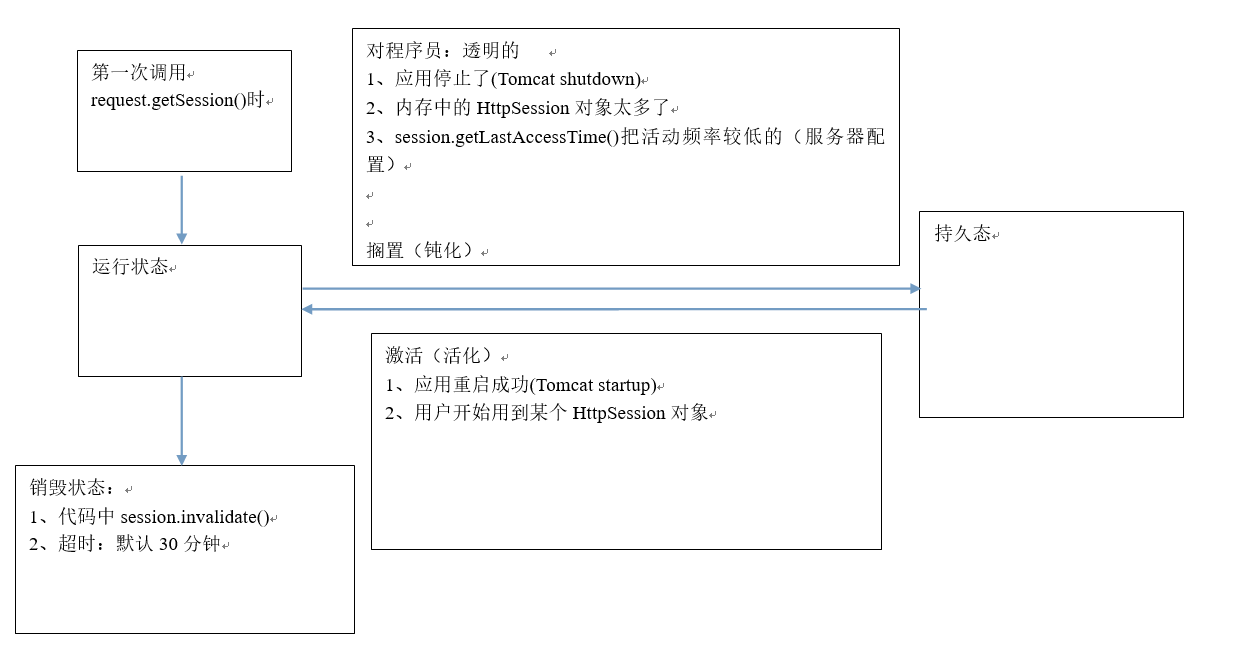 第一次调用
request.getSession()时
对程序员：透明的
1、应用停止了(Tomcat shutdown)
2、内存中的 HttpSession 对象太多了
3、session.getLastAccessTime()把活动频率较低的（服务器配
置）
搁置（钝化）
持久态
运行状态
激活（活化）
1、应用重启成功(Tomcat startup)
2、用户开始用到某个 HttpSession 对象
销毁状态：
1、代码中 session.invalidate()
2、超时：默认 30 分钟